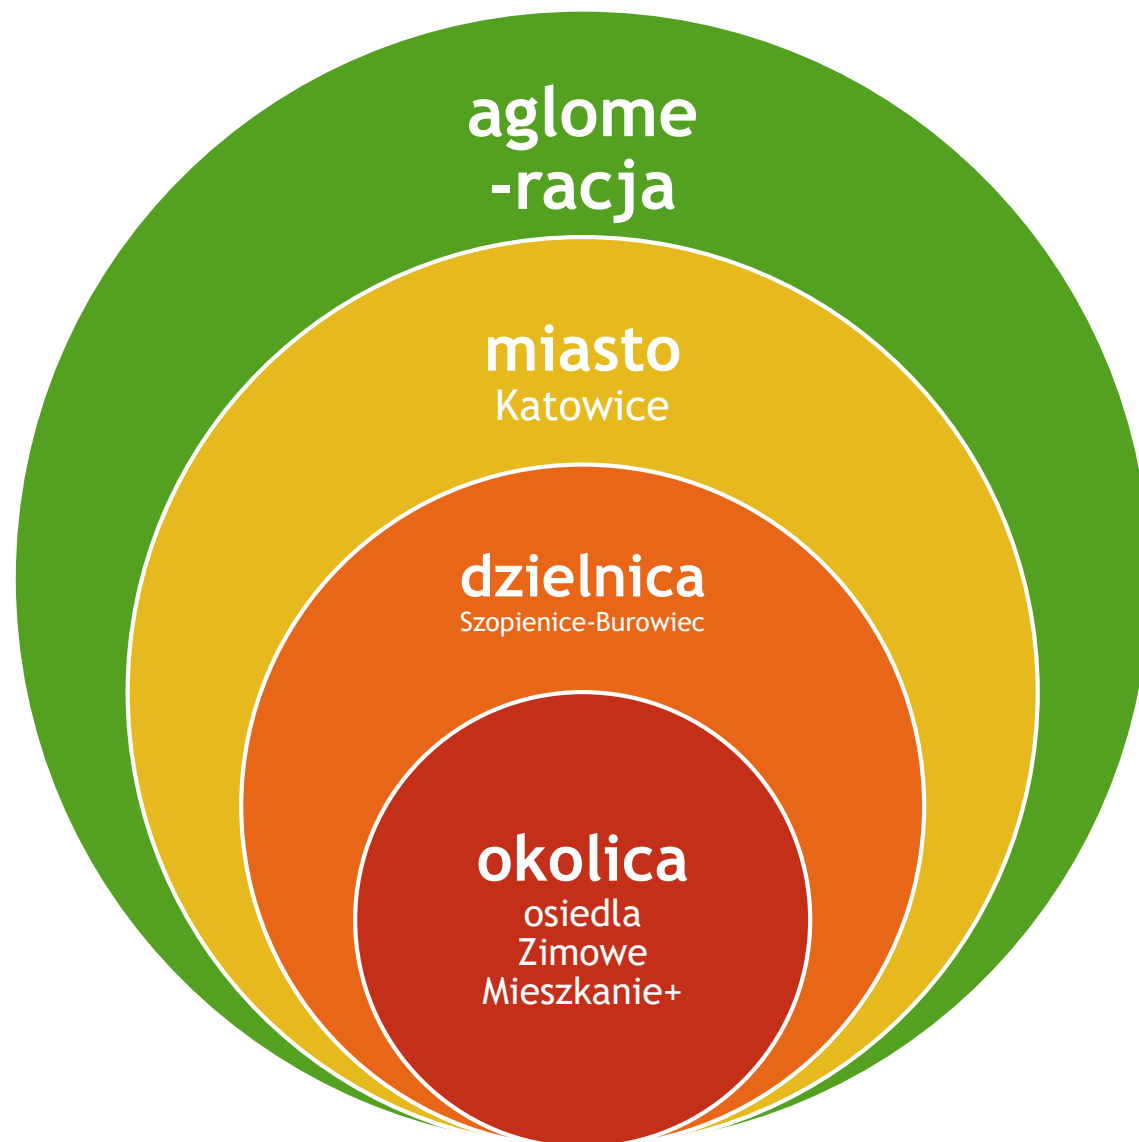 aglome
-racja
miasto
Katowice
dzielnica
Szopienice-Burowiec
okolica
osiedla
Zimowe
Mieszkanie+